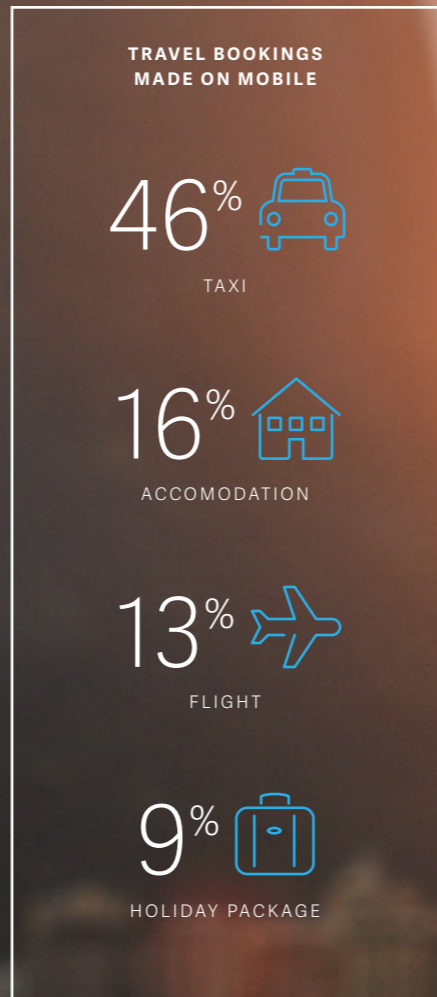 TRAVEL BOOKINGS
MADE ON MOBILE
46%
TAXI
16%
ACCOMODATION
13%
FLIGHT
9%
HOLIDAY PACKAGE